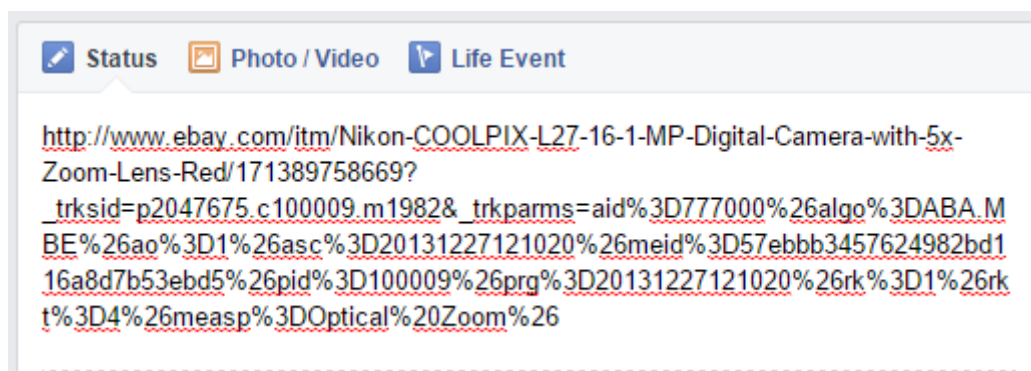 Status Photo / Video Life Event
http://www.ebay.com/itm/Nikon-COOLPIX-L27-16-1-MP-Digital-Camera-with-5x-
Zoom-Lens-Red/171389758669?
_trksid=p2047675.c100009.m1982&_trkparms=aid%3D777000%26algo%3DABA.M
BE%26ao%3D1%26asc%3D20131227121020%26meid%3D57ebbb3457624982bd1
16a8d7b53ebd5%26pid%3D100009%26prg%3D20131227121020%26rk%3D1%26rk
t%3D4%26measp%3DOptical%20Zoom%26